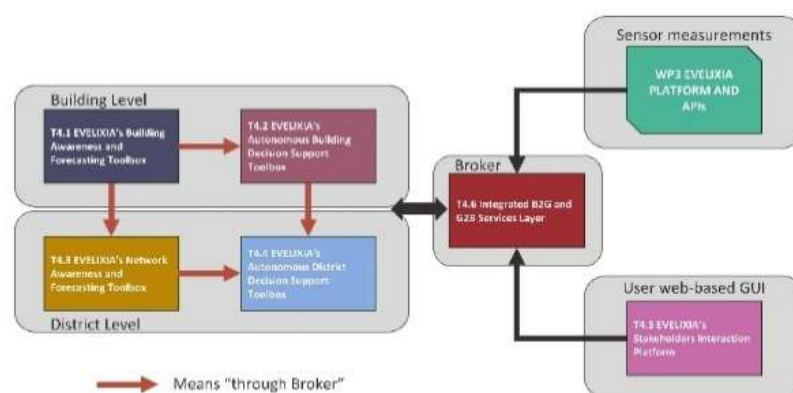 Building Level
T4.1 EVELIXIA's Building
Awareness and
Forecasting Toolbox
T4.2 EVELIXIA's
Autonomous Building
Decision Support
Toolbox
T4.3 EVELIXIA's Network
Awareness and
Forecasting Toolbox
T4.4 EVELIXIA's
Autonomous District
Decision Support
Toolbox
District Level
Means "through Broker"
Broker
T4.6 Integrated B2G and
G2B Services Layer
Sensor measurements
WP3 EVELIXIA
PLATFORM AND
APIs
User web-based GUI
T4.5 EVELIXIA's
Stakeholders Interaction
Platform